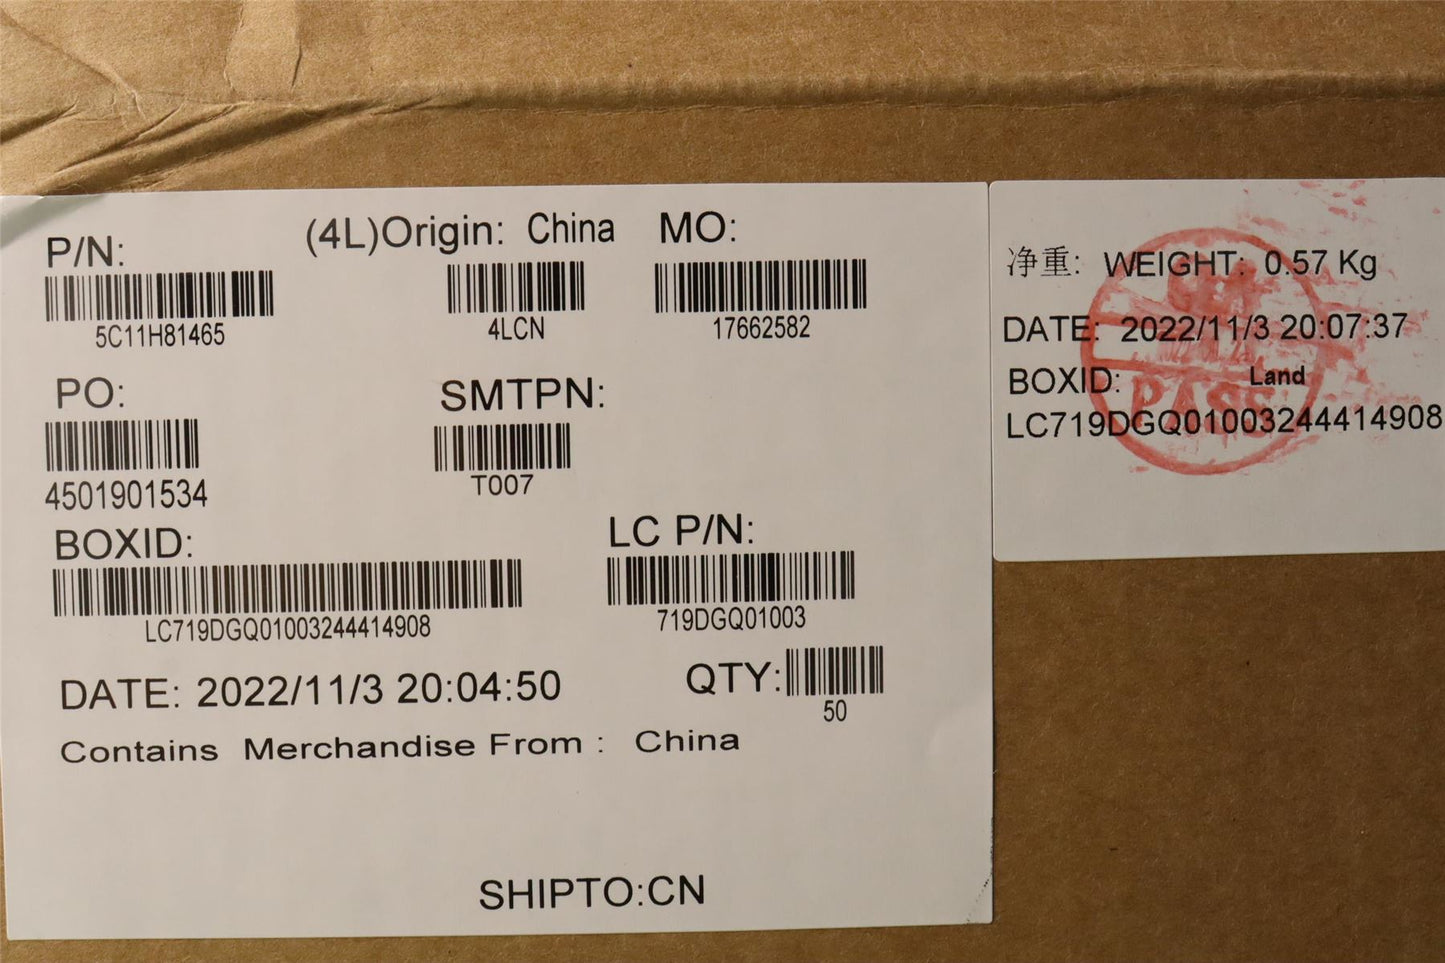 P/N: (4L)Origin: China MO:
5C11H81465 4LCN 17662582
PO: SMTPN:
4501901534 T007
BOXID: LC P/N:
LC719DGQ01003244414908 719DGQ01003
DATE: 2022/11/3 20:04:50 QTY:
50
Contains Merchandise From : China
SHIPTO:CN
净重: WEIGHT: 0.57 Kg
DATE: 2022/11/3 20:07:37
BOXID: Land
LC719DGQ01003244414908
PASS